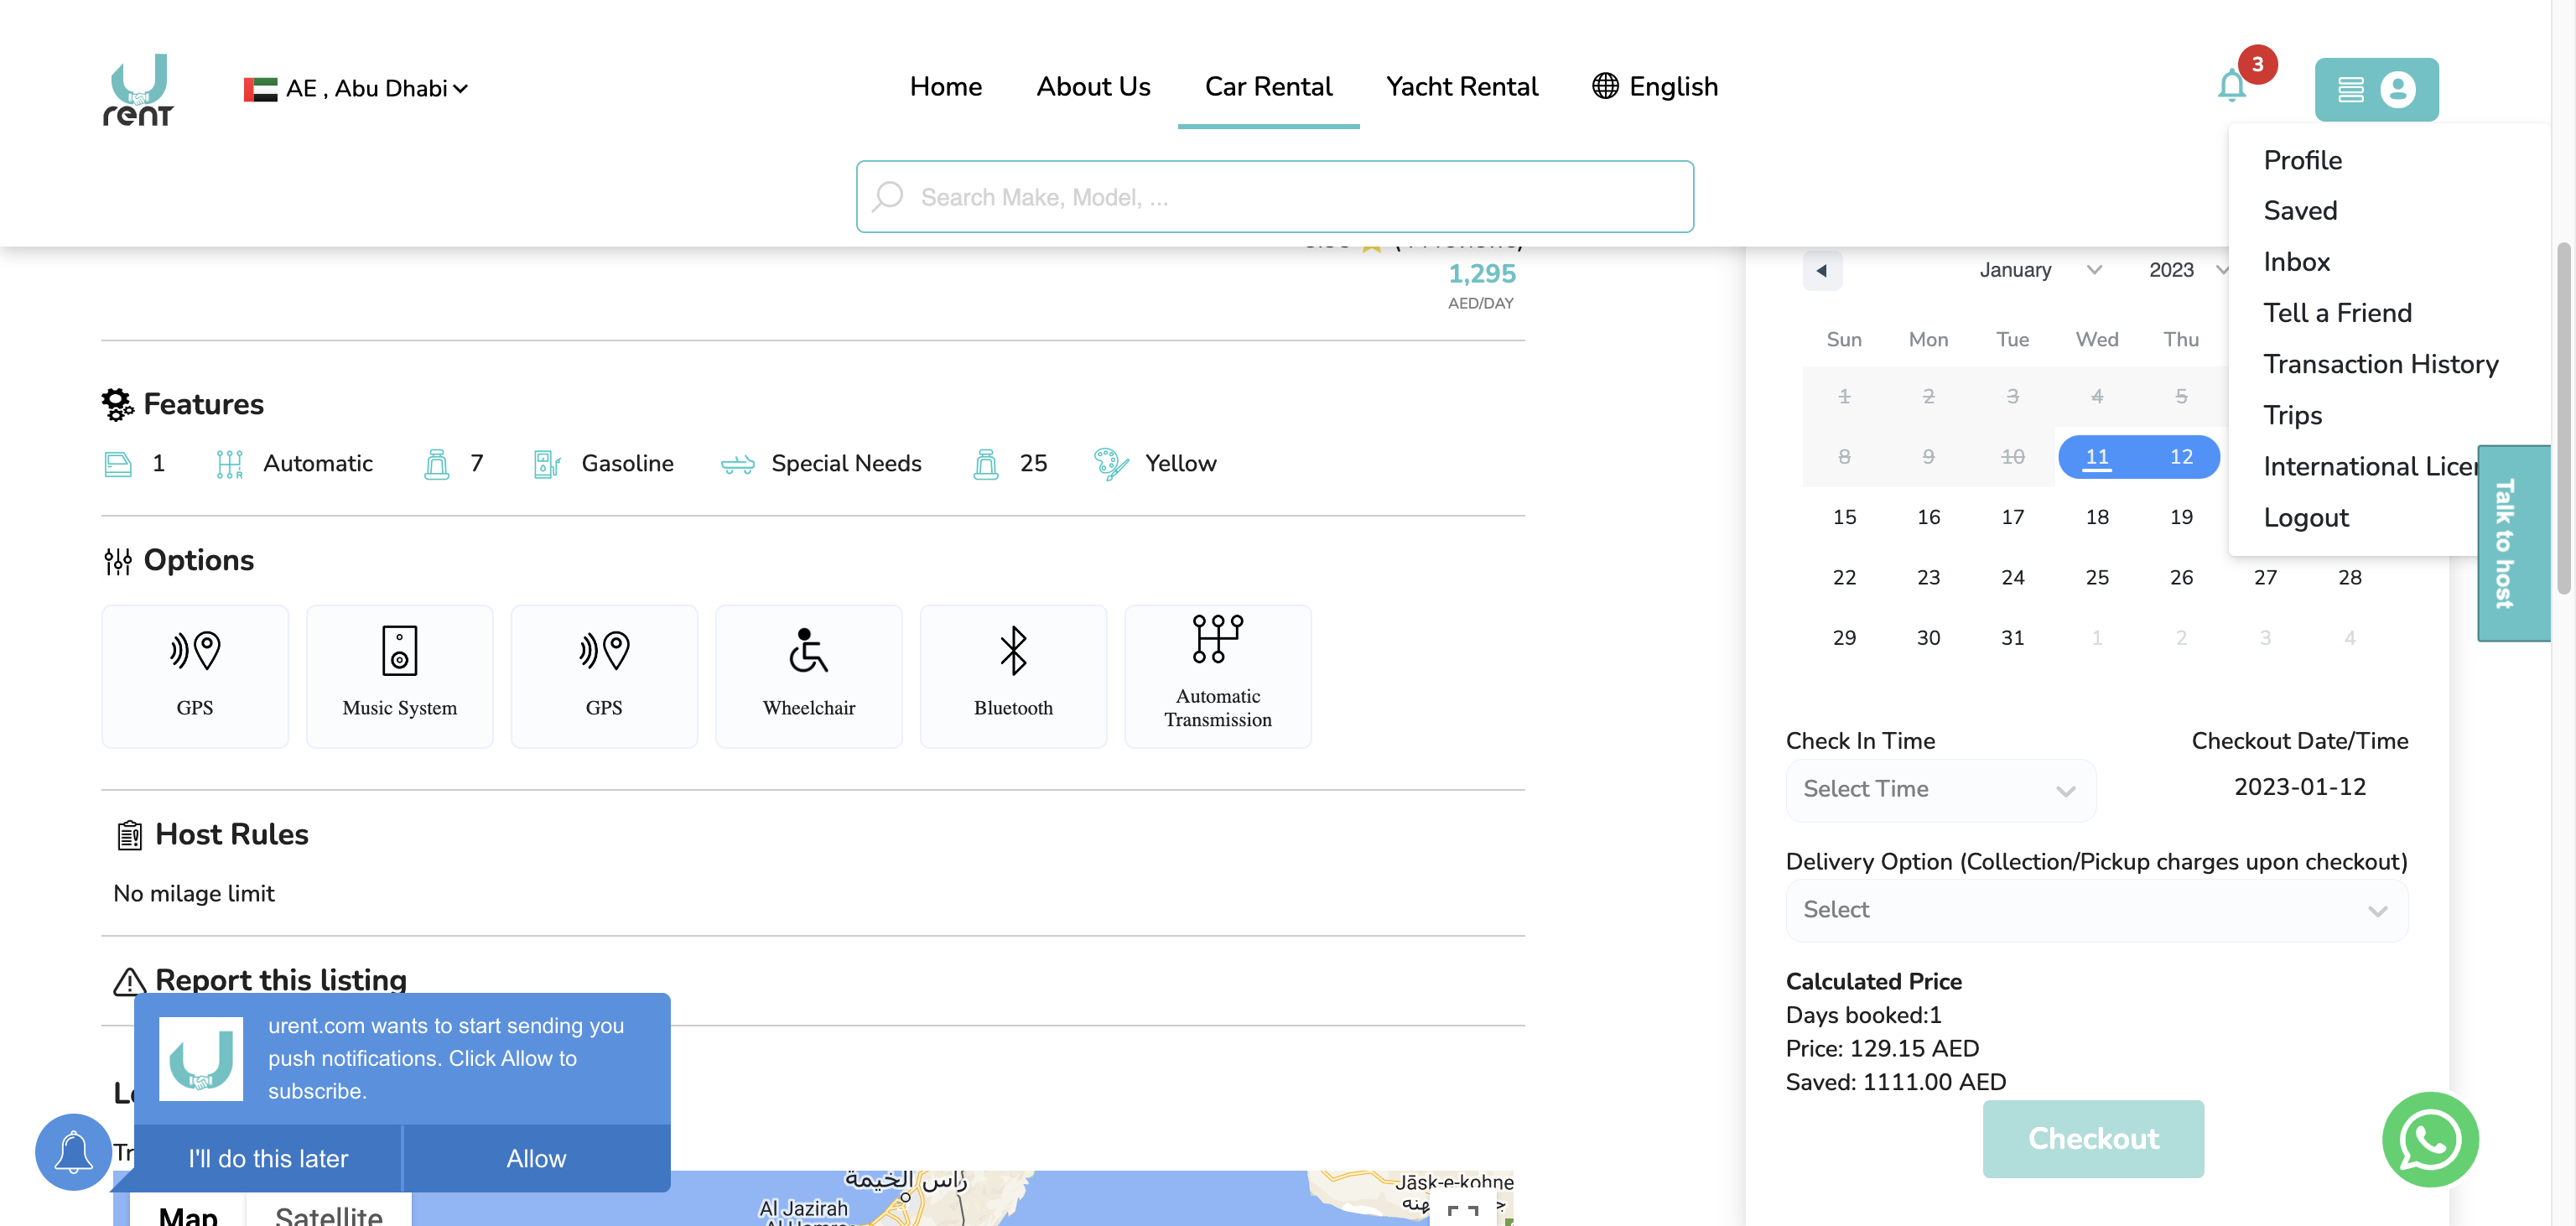 rent
AE , Abu Dhabi
Home
About Us
Car Rental
Yacht Rental
English
3
Search Make, Model, ...
Profile
Saved
Inbox
Tell a Friend
Transaction History
Trips
International
Logout
Talk to host
1,295
AED/DAY
Features
1
Automatic
7
Gasoline
Special Needs
25
Yellow
Options
GPS
Music System
GPS
Wheelchair
Bluetooth
Automatic
Transmission
Host Rules
No milage limit
Report this listing
urent.com wants to start sending you
push notifications. Click Allow to
subscribe.
I'll do this later
Allow
Map
Satellite
رأس الخيمة
Al Jazirah
Jāsk-e-kohne
January
2023
Sun Mon Tue Wed Thu
1 2 3 4 5
8 9 10 11 12
15 16 17 18 19
22 23 24 25 26 27 28
29 30 31 1 2 3 4
Check In Time
Select Time
Checkout Date/Time
2023-01-12
Delivery Option (Collection/Pickup charges upon checkout)
Select
Calculated Price
Days booked:1
Price: 129.15 AED
Saved: 1111.00 AED
Checkout